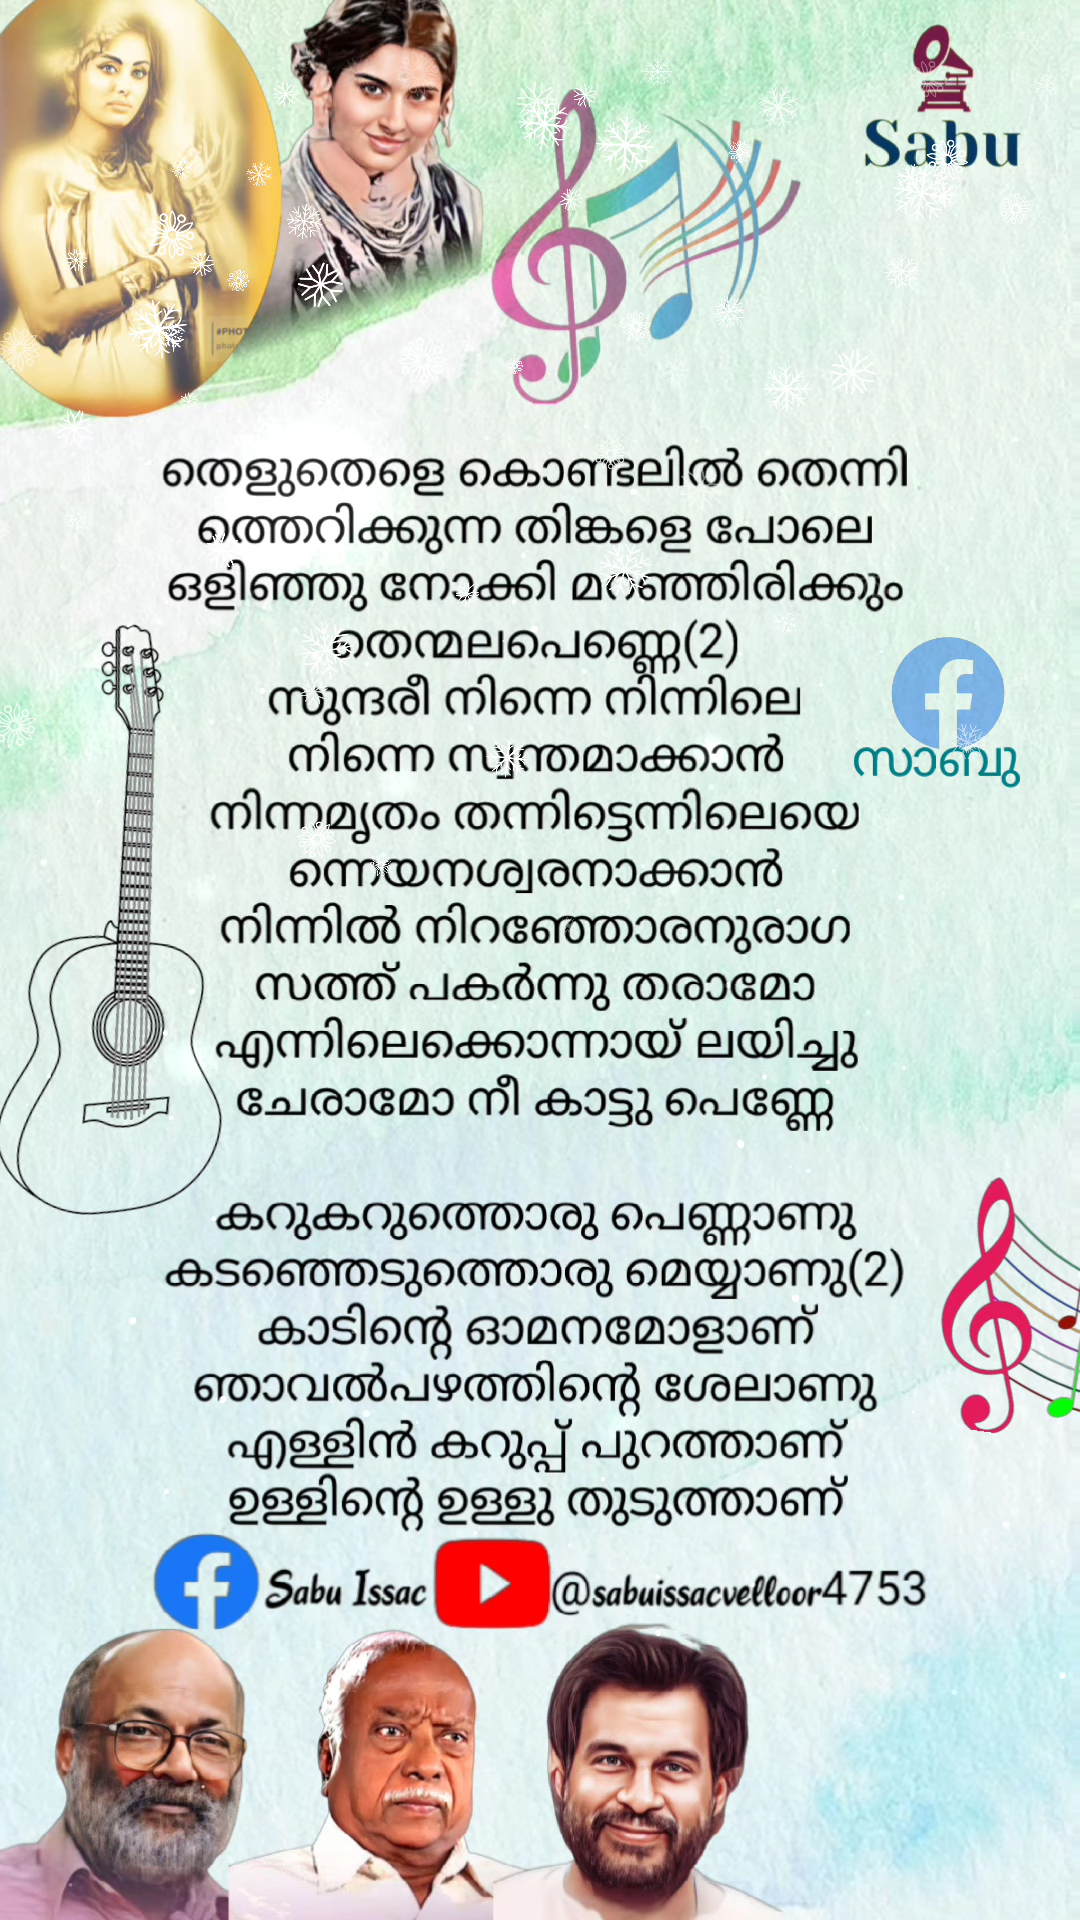 Sabu
#PHOT
തെളുതെളെ കൊണ്ടലിൽ തെന്നി
ത്തെറിക്കുന്ന തിങ്കളെ പോലെ
ഒളിഞ്ഞു നോക്കി മറഞ്ഞിരിക്കും
തെന്മലപെണ്ണെ(2)
സുന്ദരീ നിന്നെ നിന്നിലെ
നിന്നെ സ്വന്തമാക്കാൻ
സാബു
നിന്നമൃതം തന്നിട്ടെന്നിലെയെ
ന്നെയനശ്വരനാക്കാൻ
നിന്നിൽ നിറഞ്ഞോരനുരാഗ
സത്ത് പകർന്നു തരാമോ
എന്നിലെക്കൊന്നായ് ലയിച്ചു
ചേരാമോ നീ കാട്ടു പെണ്ണേ
കറുകറുത്തൊരു പെണ്ണാണു
കടഞ്ഞെടുത്തൊരു മെയ്യാണു(2)
കാടിന്റെ ഓമനമോളാണ്
ഞാവൽപഴത്തിന്റെ ശേലാണു
എള്ളിൻ കറുപ്പ് പുറത്താണ്
ഉള്ളിന്റെ ഉള്ളു തുടുത്താണ്
Sabu Issac @sabuissacvelloor4753